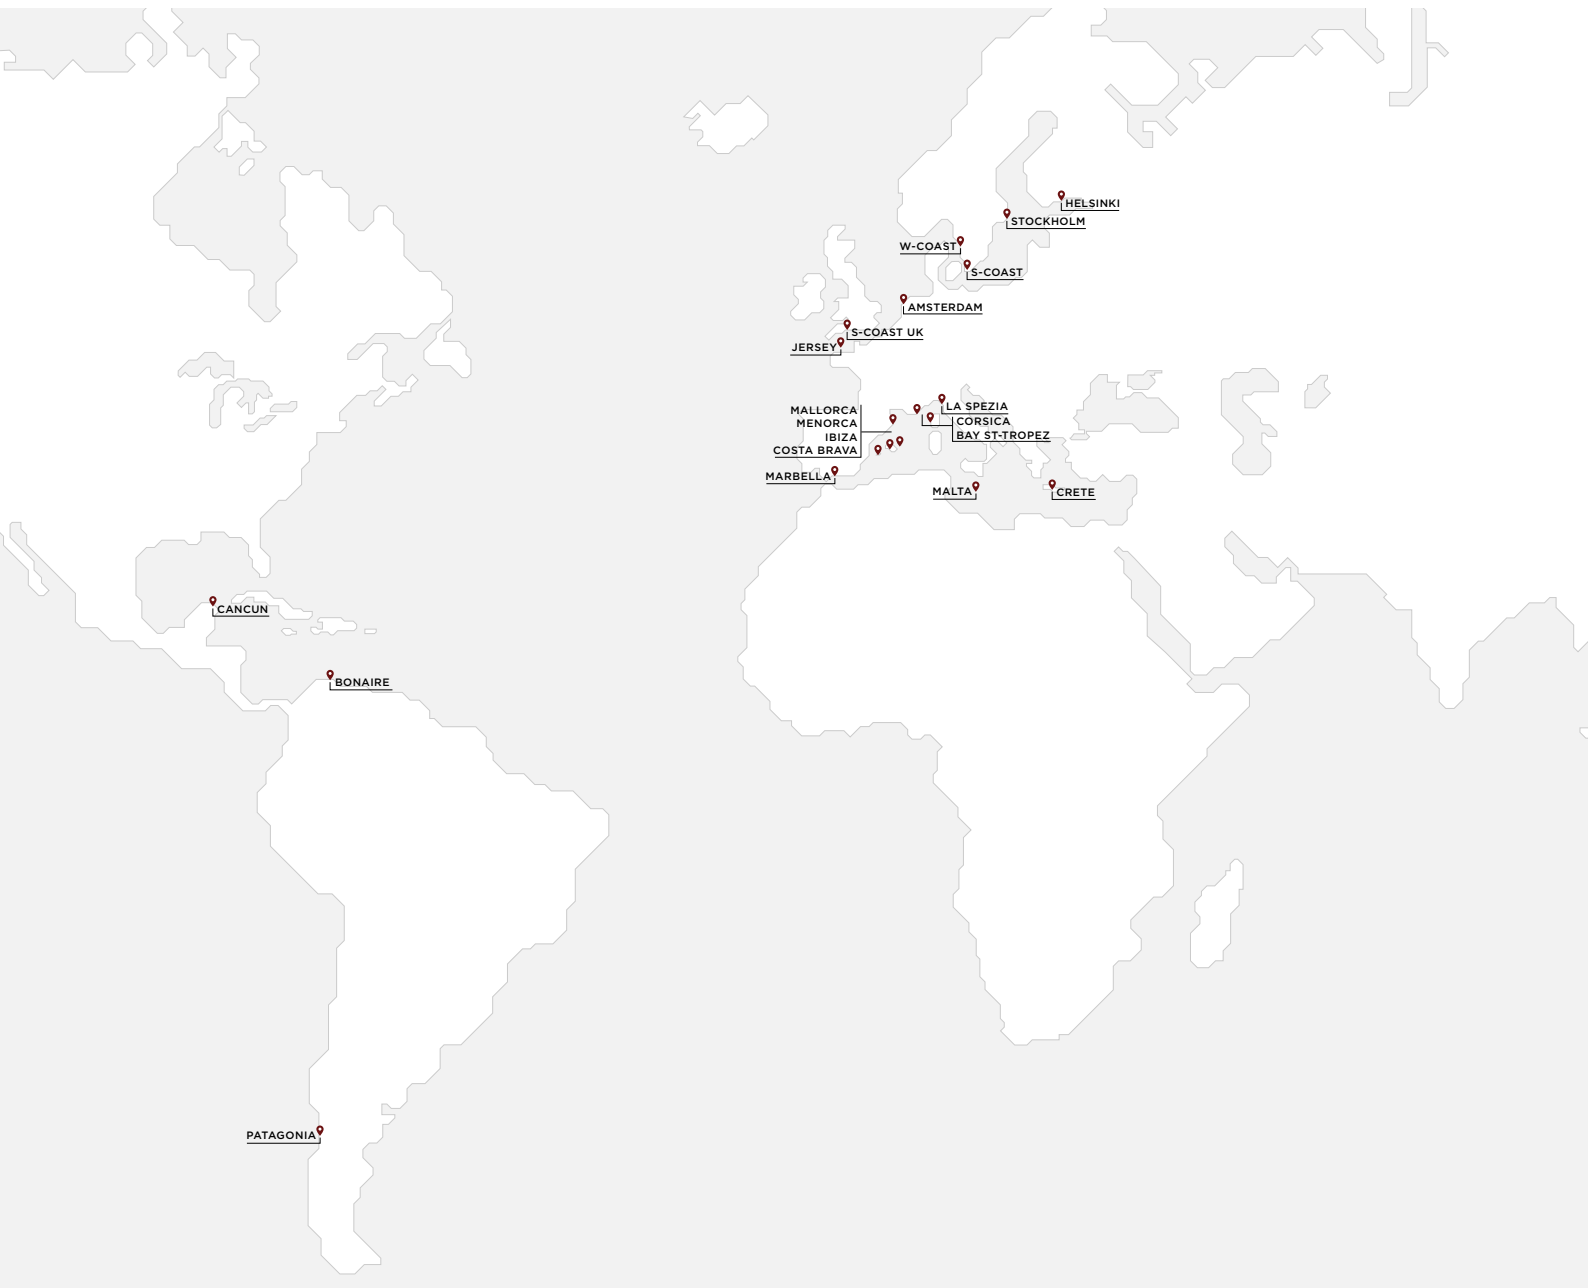 HELSINKI
STOCKHOLM
W-COAST
S-COAST
AMSTERDAM
S-COAST UK
JERSEY
LA SPEZIA
MALLORCA
CORSICA
MENORCA
BAY ST-TROPEZ
IBIZA
COSTA BRAVA
MARBELLA
MALTA
CRETE
CANCUN
BONAIRE
PATAGONIA